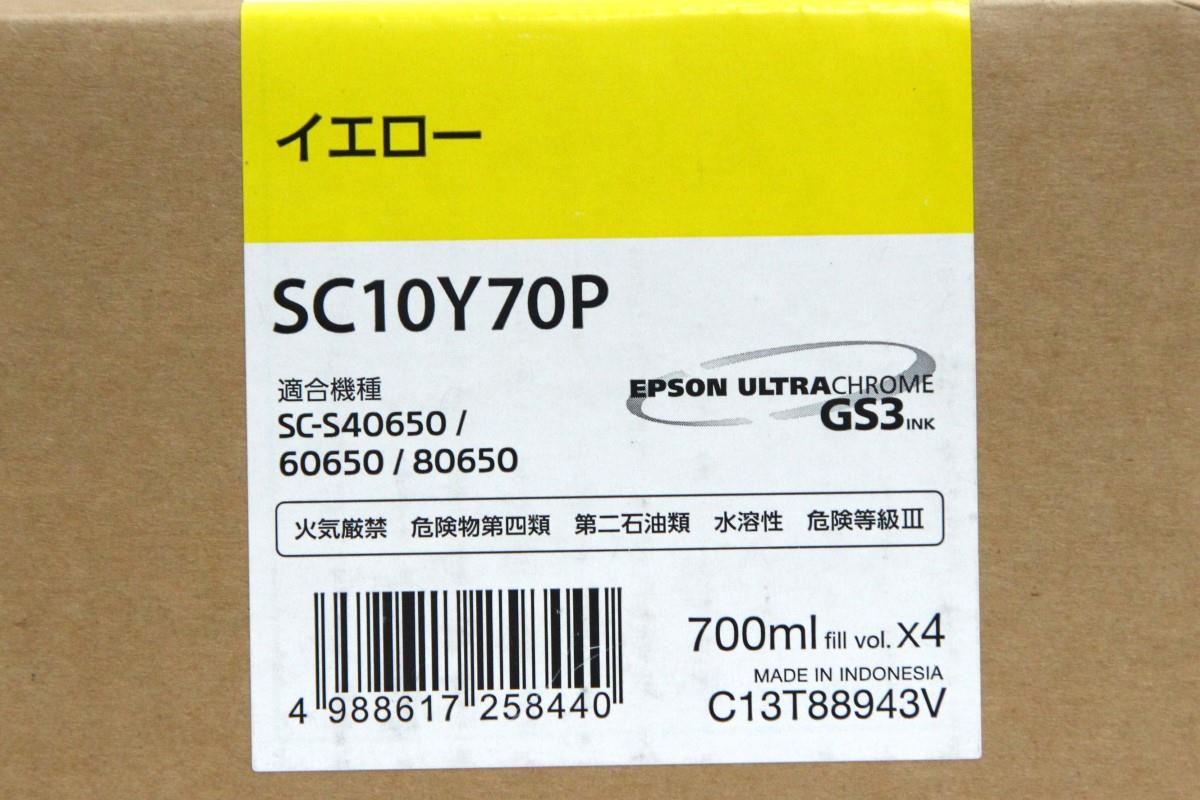 イエロー
SC10Y70P
適合機種
SC-S40650 /
60650 / 80650
EPSON ULTRACHROME
GS3 INK
火気厳禁 危険物第四類 第二石油類 水溶性 危険等級Ⅲ
4 988617 258440
700ml fill vol. x4
MADE IN INDONESIA
C13T88943V